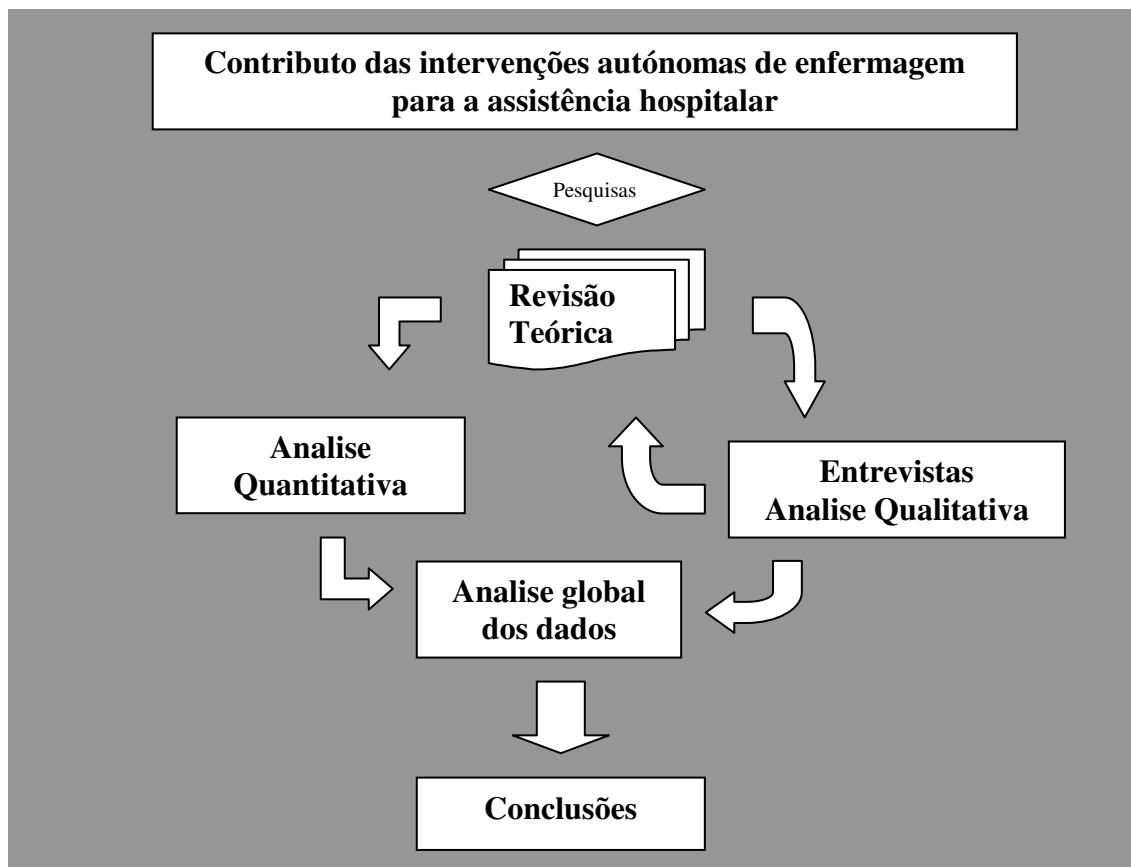 Contributo das intervenções autónomas de enfermagem
para a assistência hospitalar
Pesquisas
Revisão
Teórica
Analise
Quantitativa
Entrevistas
Analise Qualitativa
Analise global
dos dados
Conclusões